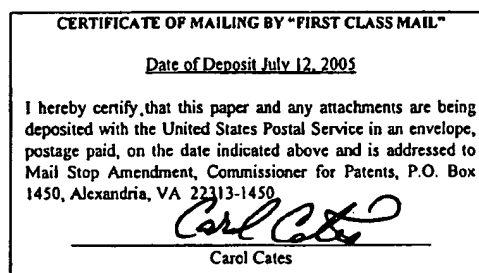 CERTIFICATE OF MAILING BY "FIRST CLASS MAIL"
Date of Deposit July 12, 2005
I hereby certify, that this paper and any attachments are being
deposited with the United States Postal Service in an envelope,
postage paid, on the date indicated above and is addressed to
Mail Stop Amendment, Commissioner for Patents, P.O. Box
1450, Alexandria, VA 22313-1450
Carol Cates
Carol Cates